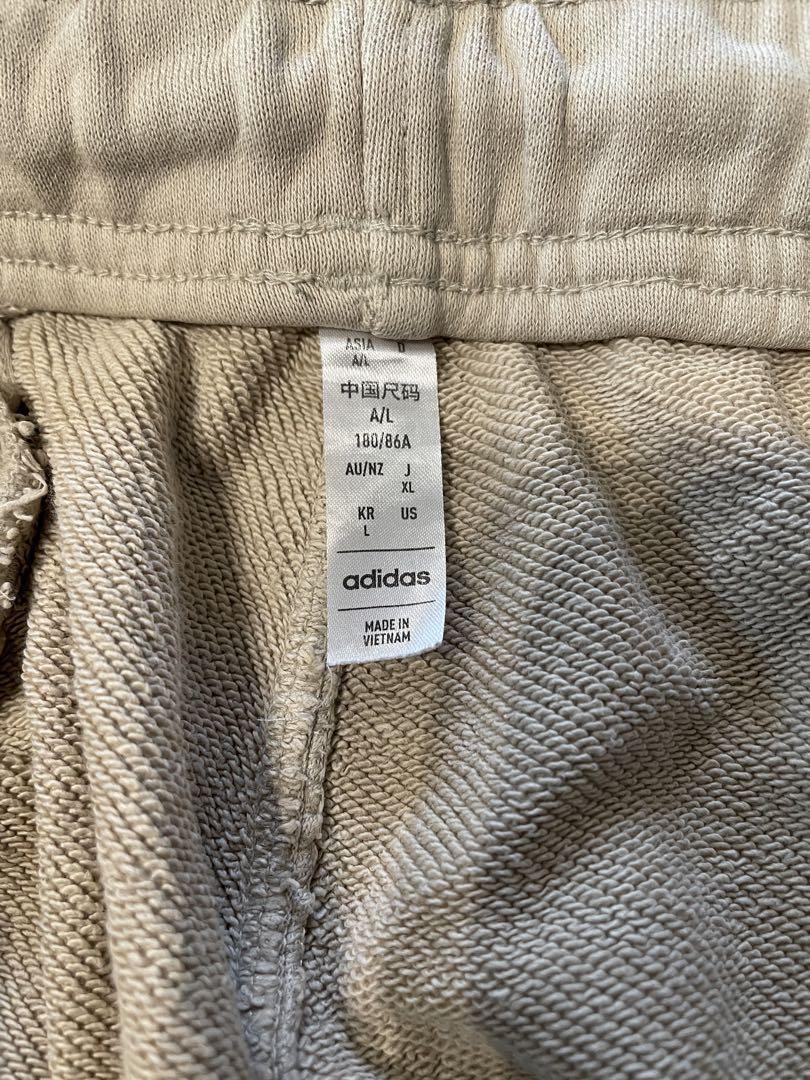 ASIA D
A/L
中国尺码
A/L
180/86A
AU/NZ J
XL
KR US
L
adidas
MADE IN
VIETNAM